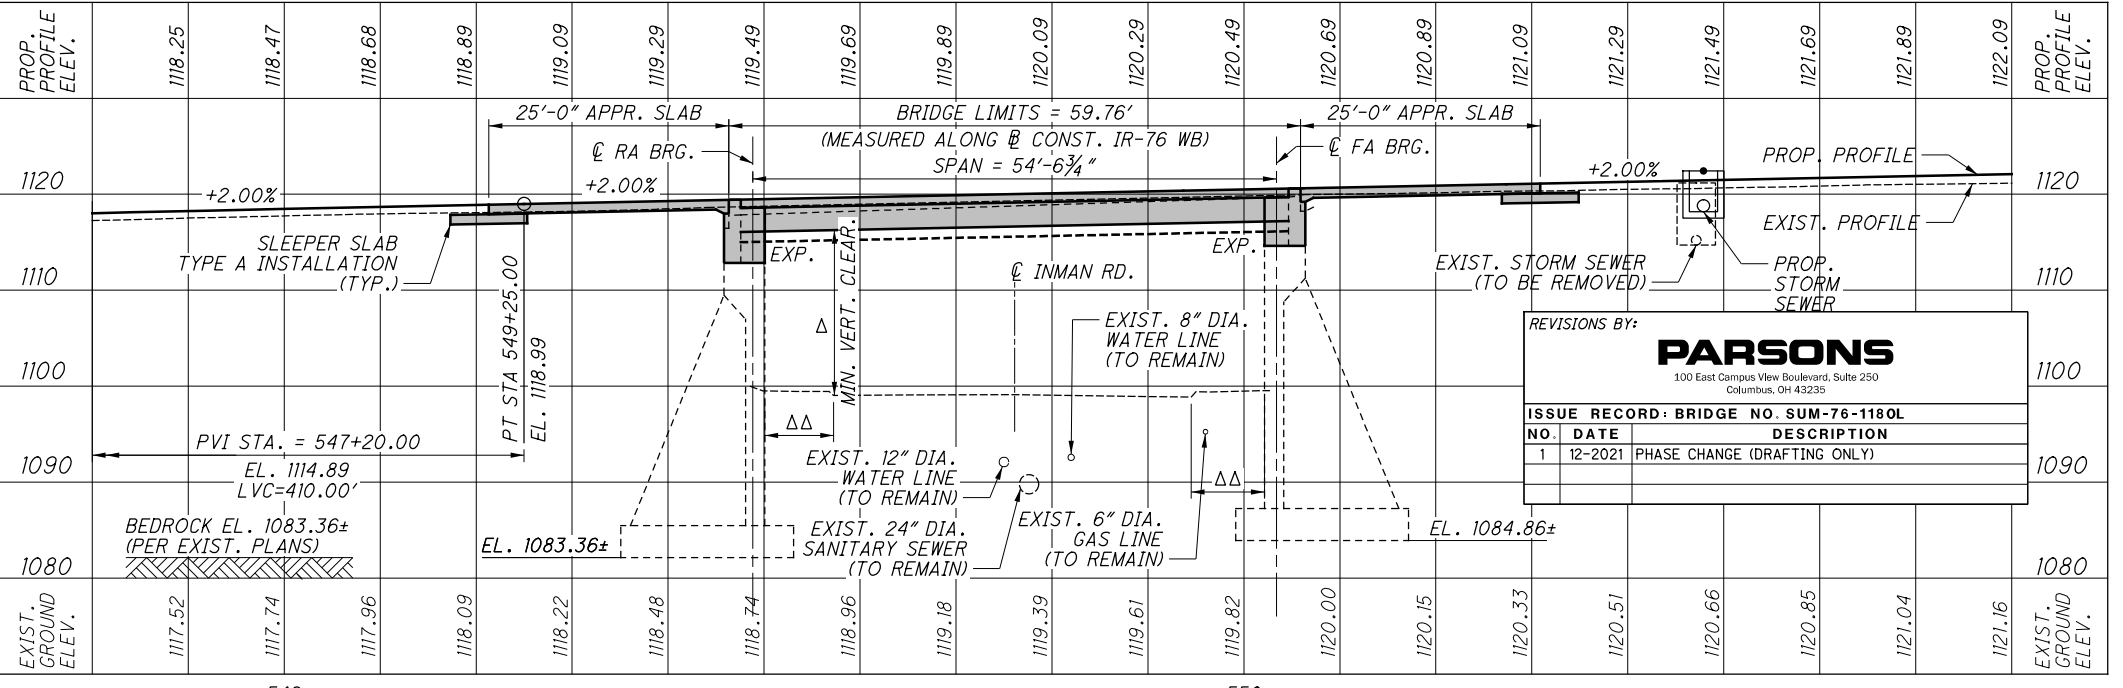 PROP.
PROFILE
ELEV.
1118.25
1118.47
1118.68
1118.89
1119.09
1119.29
1119.49
1119.69
1119.89
1120.09
1120.29
1120.49
1120.69
1120.89
1121.09
1121.29
1121.49
1121.69
1121.89
1122.09
PROP.
PROFILE
ELEV.
25'-0" APPR. SLAB
BRIDGE LIMITS = 59.76'
25'-0" APPR. SLAB
(MEASURED ALONG ℄ CONST. IR-76 WB)
℄ RA BRG.
SPAN = 54'-6¾"
℄ FA BRG.
PROP. PROFILE
1120
+2.00%
+2.00%
+2.00%
1120
EXIST. PROFILE
SLEEPER SLAB
TYPE A INSTALLATION
(TYP.)
EXP.
EXP.
℄ INMAN RD.
EXIST. STORM SEWER
(TO BE REMOVED)
PROP.
STORM
SEWER
1110
1110
PT STA 549+25.00
EL. 1118.99
Δ
MIN. VERT. CLEAR.
EXIST. 8" DIA.
WATER LINE
(TO REMAIN)
REVISIONS BY:
PARSONS
100 East Campus View Boulevard, Suite 250
Columbus, OH 43235
1100
1100
ISSUE RECORD: BRIDGE NO. SUM-76-1180L
NO. DATE DESCRIPTION
1 12-2021 PHASE CHANGE (DRAFTING ONLY)
ΔΔ
PVI STA. = 547+20.00
EL. 1114.89
LVC=410.00'
1090
EXIST. 12" DIA.
WATER LINE
(TO REMAIN)
ΔΔ
1090
BEDROCK EL. 1083.36±
(PER EXIST. PLANS)
EL. 1083.36±
EXIST. 24" DIA.
SANITARY SEWER
(TO REMAIN)
EXIST. 6" DIA.
GAS LINE
(TO REMAIN)
EL. 1084.86±
1080
1080
EXIST.
GROUND
ELEV.
1117.52
1117.74
1117.96
1118.09
1118.22
1118.48
1118.74
1118.96
1119.18
1119.39
1119.61
1119.82
1120.00
1120.15
1120.33
1120.51
1120.66
1120.85
1121.04
1121.16
EXIST.
GROUND
ELEV.